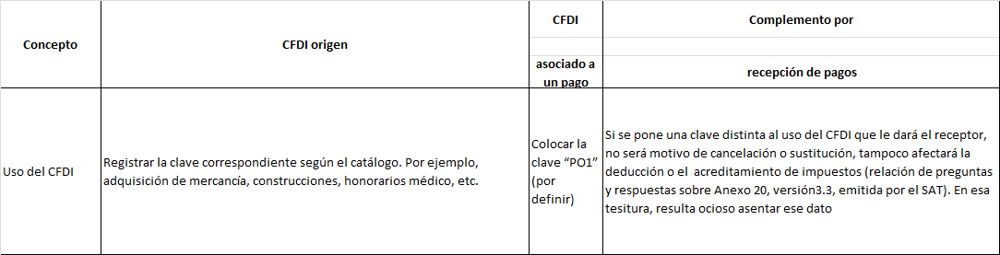 Concepto
CFDI origen
CFDI
asociado a
un pago
Complemento por
recepción de pagos
Uso del CFDI
Registrar la clave correspondiente según el catálogo. Por ejemplo,
adquisición de mercancía, construcciones, honorarios médico, etc.
Colocar la
clave “PO1”
(por
definir)
Si se pone una clave distinta al uso del CFDI que le dará el receptor,
no será motivo de cancelación o sustitución, tampoco afectará la
deducción o el acreditamiento de impuestos (relación de preguntas
y respuestas sobre Anexo 20, versión3.3, emitida por el SAT). En esa
tesitura, resulta ocioso asentar ese dato